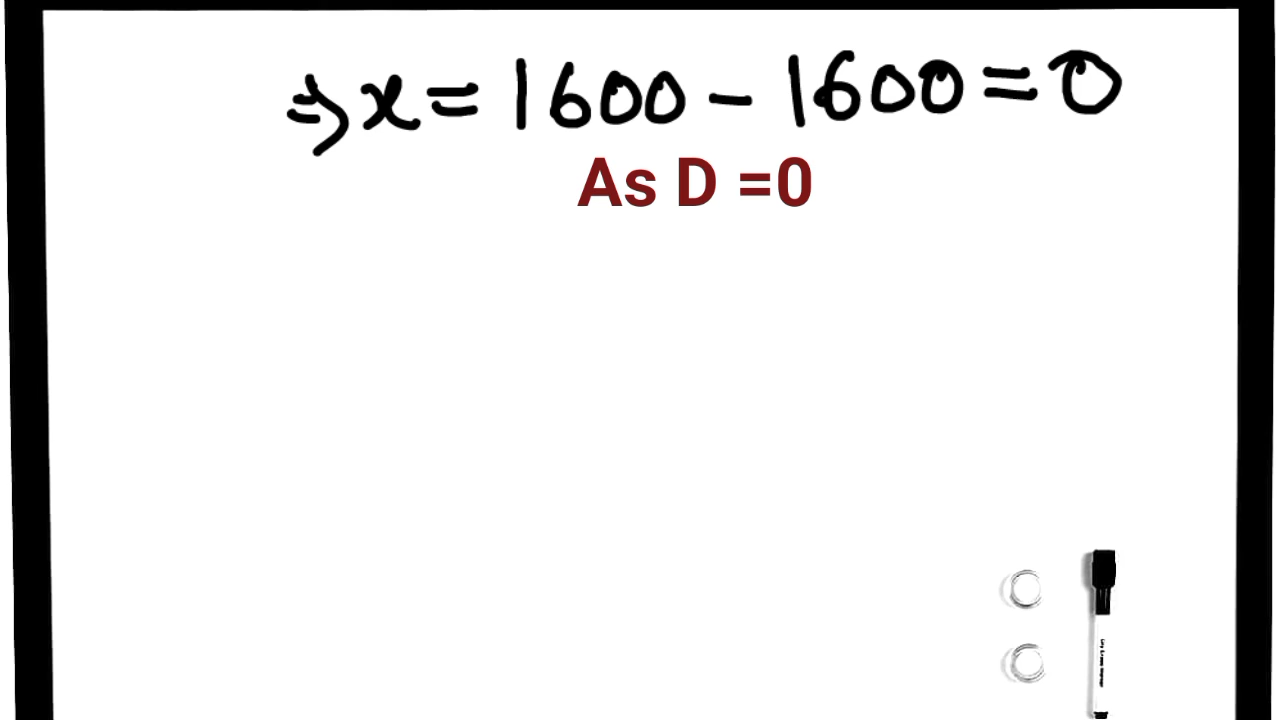 ⇒ x = 1600 - 1600 = 0
As D =0